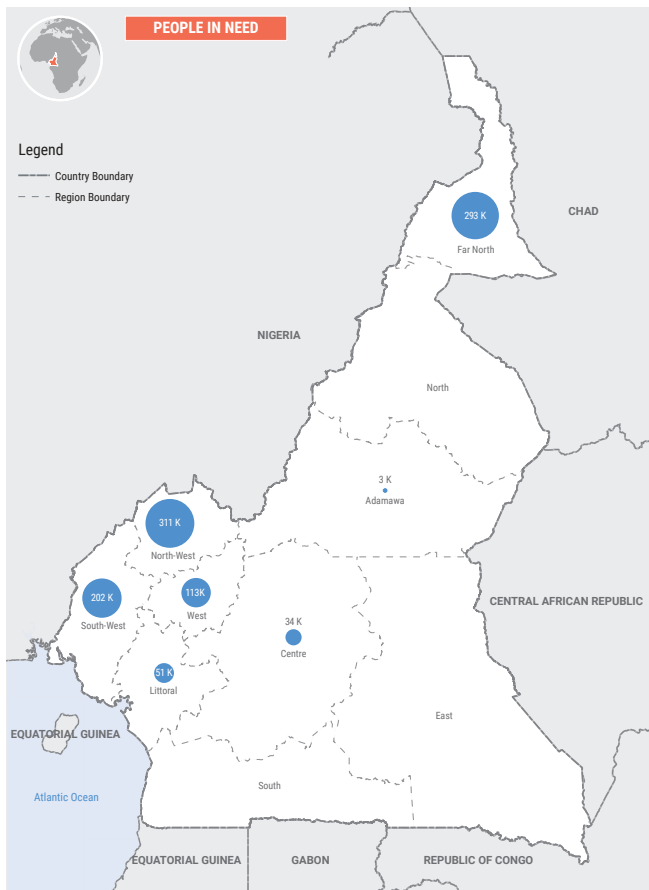 PEOPLE IN NEED
Legend
Country Boundary
Region Boundary
293 K
Far North
CHAD
NIGERIA
North
3 K
Adamawa
311 K
North-West
202 K
South-West
113K
West
34 K
Centre
CENTRAL AFRICAN REPUBLIC
51 K
Littoral
East
EQUATORIAL GUINEA
South
Atlantic Ocean
EQUATORIAL GUINEA
GABON
REPUBLIC OF CONGO